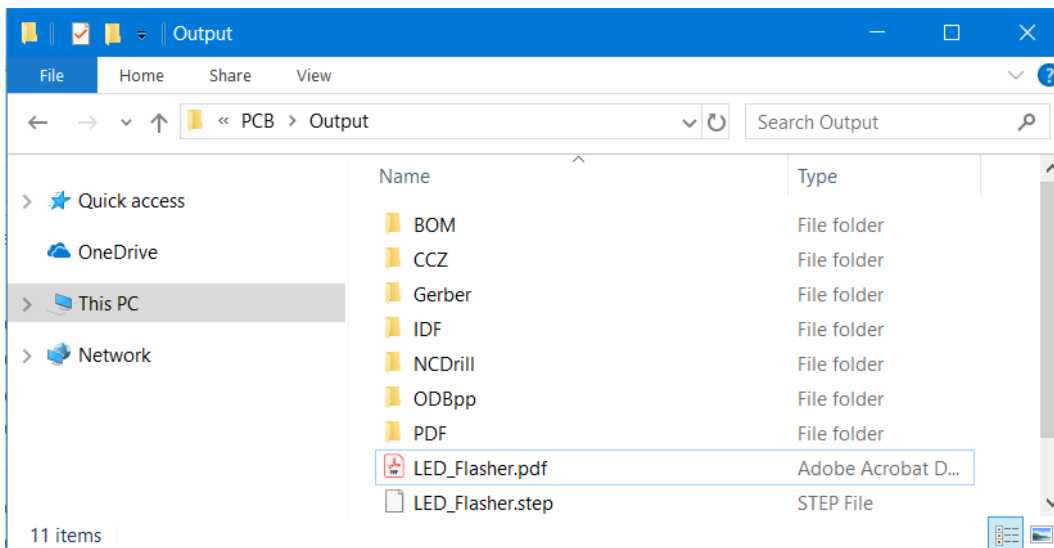 Output
File Home Share View
« PCB > Output Search Output
Name Type
Quick access
OneDrive
This PC
Network
BOM File folder
CCZ File folder
Gerber File folder
IDF File folder
NCDrill File folder
ODBpp File folder
PDF File folder
LED_Flasher.pdf Adobe Acrobat D...
LED_Flasher.step STEP File
11 items